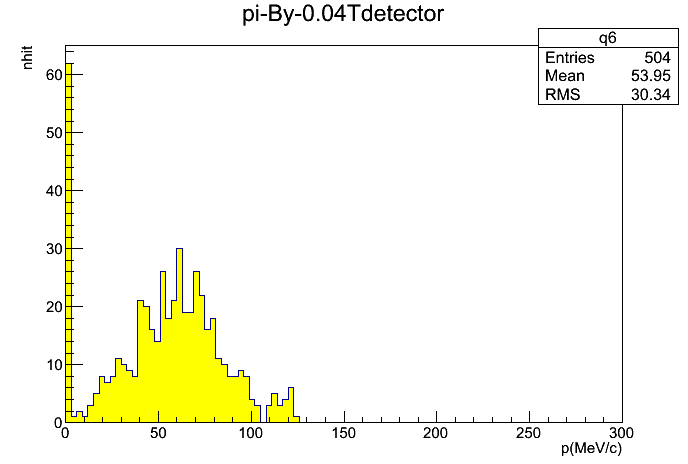 pi-By-0.04Tdetector
q6
Entries 504
Mean 53.95
RMS 30.34
nhit
60
50
40
30
20
10
0
0 50 100 150 200 250 300
p(MeV/c)